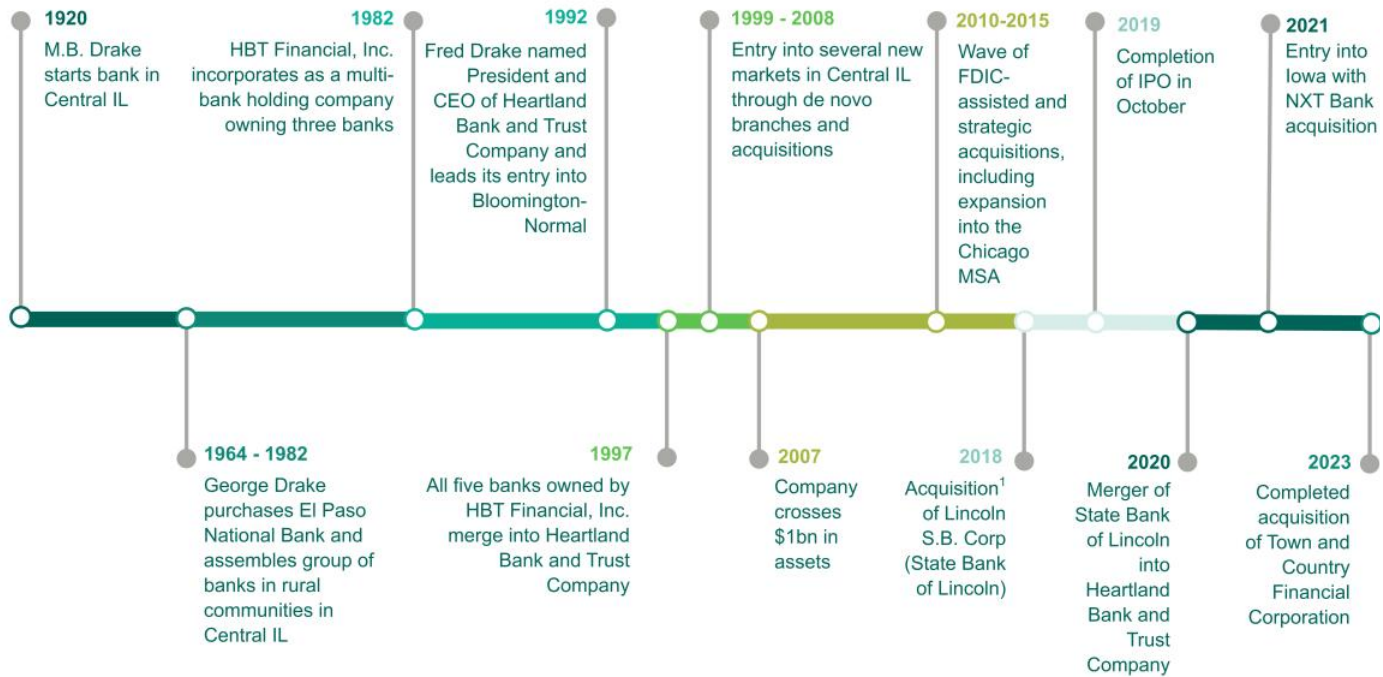 1920
M.B. Drake
starts bank in
Central IL
1982
HBT Financial, Inc.
incorporates as a multi-
bank holding company
owning three banks
1992
Fred Drake named
President and
CEO of Heartland
Bank and Trust
Company and
leads its entry into
Bloomington-
Normal
1999 - 2008
Entry into several new
markets in Central IL
through de novo
branches and
acquisitions
2010-2015
Wave of
FDIC-
assisted and
strategic
acquisitions,
including
expansion
into the
Chicago
MSA
2019
Completion
of IPO in
October
2021
Entry into
Iowa with
NXT Bank
acquisition
1964 - 1982
George Drake
purchases El Paso
National Bank and
assembles group of
banks in rural
communities in
Central IL
1997
All five banks owned by
HBT Financial, Inc.
merge into Heartland
Bank and Trust
Company
2007
Company
crosses
$1bn in
assets
2018
Acquisition¹
of Lincoln
S.B. Corp
(State Bank
of Lincoln)
2020
Merger of
State Bank
of Lincoln
into
Heartland
Bank and
Trust
Company
2023
Completed
acquisition
of Town and
Country
Financial
Corporation